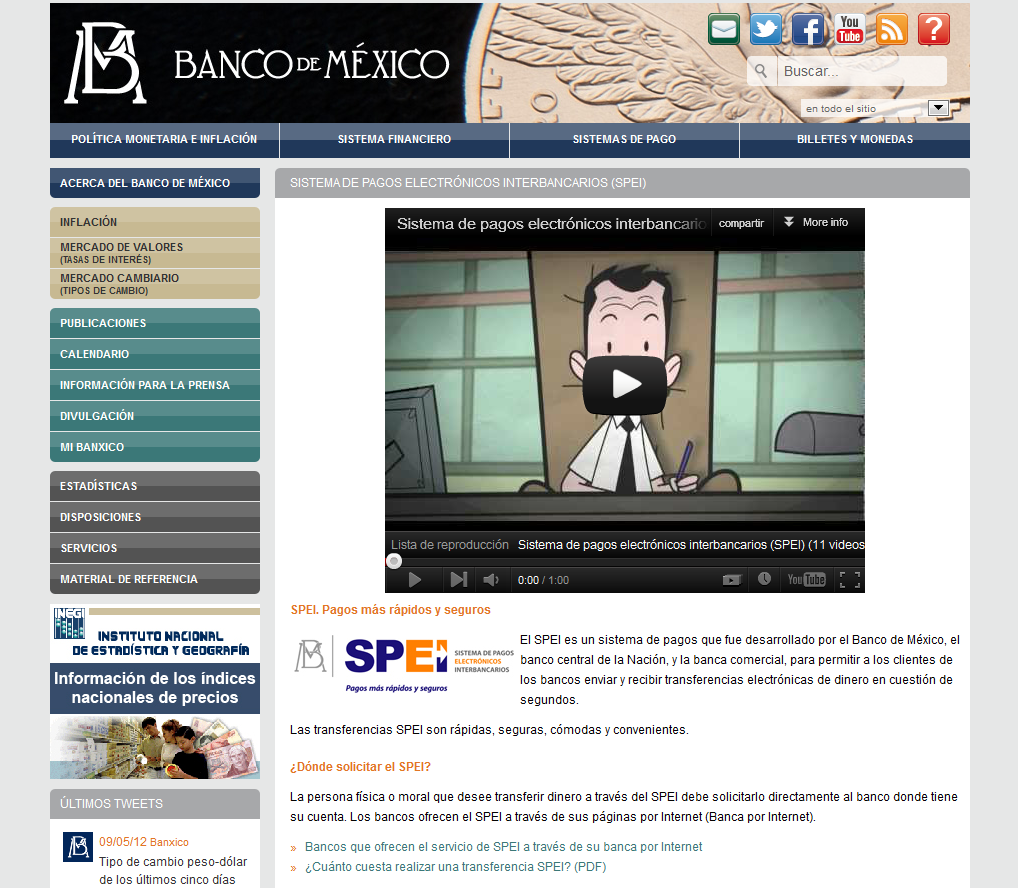 BANCO DE MÉXICO
You
Tube
?
Buscar...
en todo el sitio
POLÍTICA MONETARIA E INFLACIÓN
SISTEMA FINANCIERO
SISTEMAS DE PAGO
BILLETES Y MONEDAS
ACERCA DEL BANCO DE MÉXICO
INFLACIÓN
MERCADO DE VALORES
(TASAS DE INTERÉS)
MERCADO CAMBIARIO
(TIPOS DE CAMBIO)
PUBLICACIONES
CALENDARIO
INFORMACIÓN PARA LA PRENSA
DIVULGACIÓN
MI BANXICO
ESTADÍSTICAS
DISPOSICIONES
SERVICIOS
MATERIAL DE REFERENCIA
INEGI
INSTITUTO NACIONAL
DE ESTADÍSTICA Y GEOGRAFÍA
Información de los índices
nacionales de precios
ÚLTIMOS TWEETS
09/05/12 Banxico
Tipo de cambio peso-dólar
de los últimos cinco días
SISTEMA DE PAGOS ELECTRÓNICOS INTERBANCARIOS (SPEI)
Sistema de pagos electrónicos interbancario
compartir
More info
Lista de reproducción Sistema de pagos electrónicos interbancarios (SPEI) (11 videos
0:00 / 1:00
YouTube
SPEI. Pagos más rápidos y seguros
SPEI
SISTEMA DE PAGOS
ELECTRÓNICOS
INTERBANCARIOS
Pagos más rápidos y seguros
El SPEI es un sistema de pagos que fue desarrollado por el Banco de México, el
banco central de la Nación, y la banca comercial, para permitir a los clientes de
los bancos enviar y recibir transferencias electrónicas de dinero en cuestión de
segundos.
Las transferencias SPEI son rápidas, seguras, cómodas y convenientes.
¿Dónde solicitar el SPEI?
La persona física o moral que desee transferir dinero a través del SPEI debe solicitarlo directamente al banco donde tiene
su cuenta. Los bancos ofrecen el SPEI a través de sus páginas por Internet (Banca por Internet).
» Bancos que ofrecen el servicio de SPEI a través de su banca por Internet
» ¿Cuánto cuesta realizar una transferencia SPEI? (PDF)